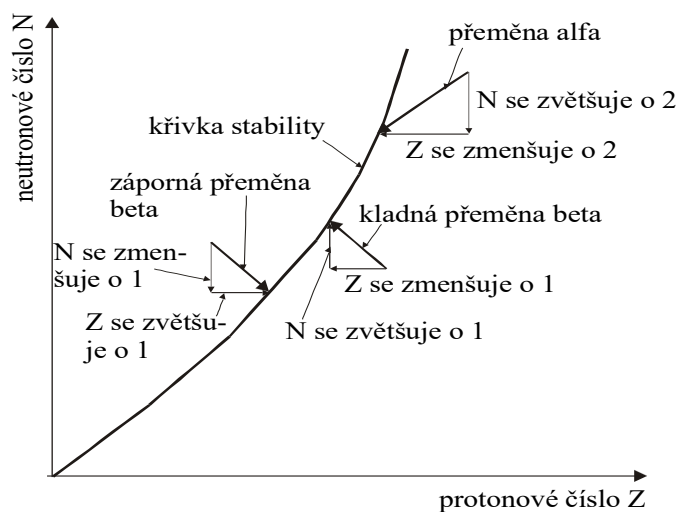 neutronové číslo N
přeměna alfa
N se zvětšuje o 2
křivka stability
Z se zmenšuje o 2
záporná přeměna
beta
kladná přeměna beta
N se zmen-
šuje o 1
Z se zmenšuje o 1
Z se zvětšu-
je o 1
N se zvětšuje o 1
protonové číslo Z